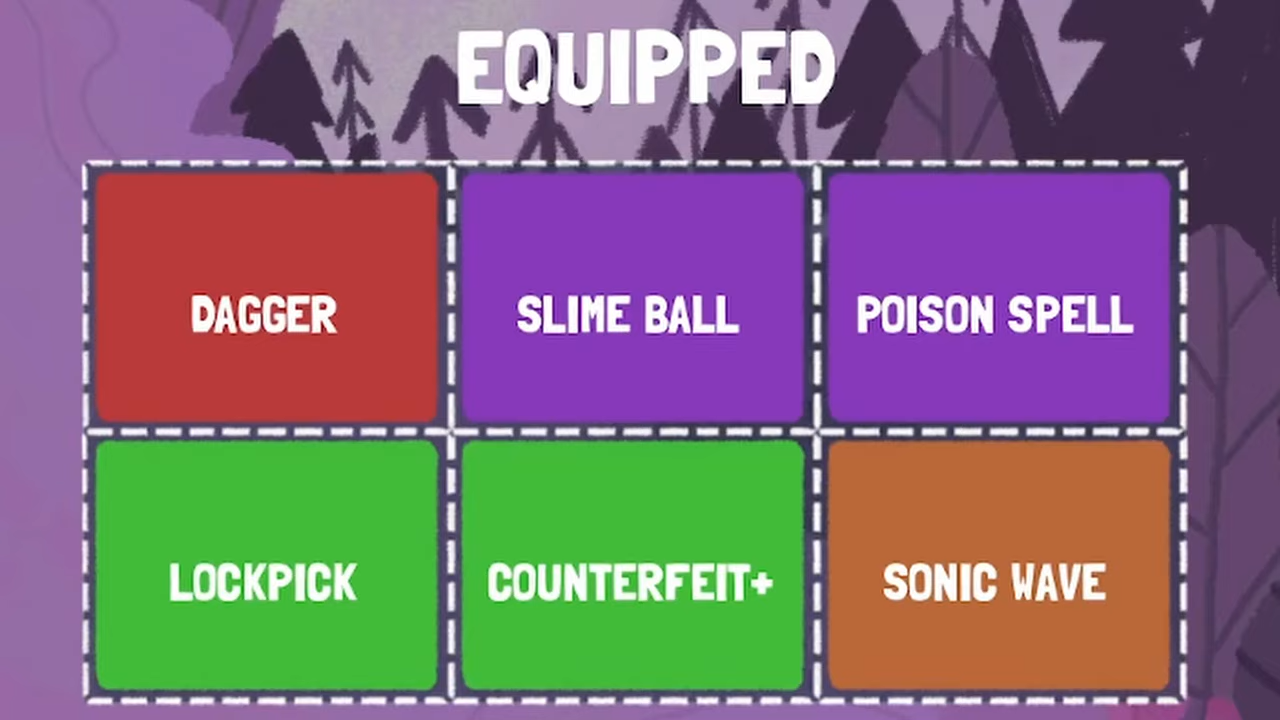 EQUIPPED
DAGGER
SLIME BALL
POISON SPELL
LOCKPICK
COUNTERFEIT+
SONIC WAVE